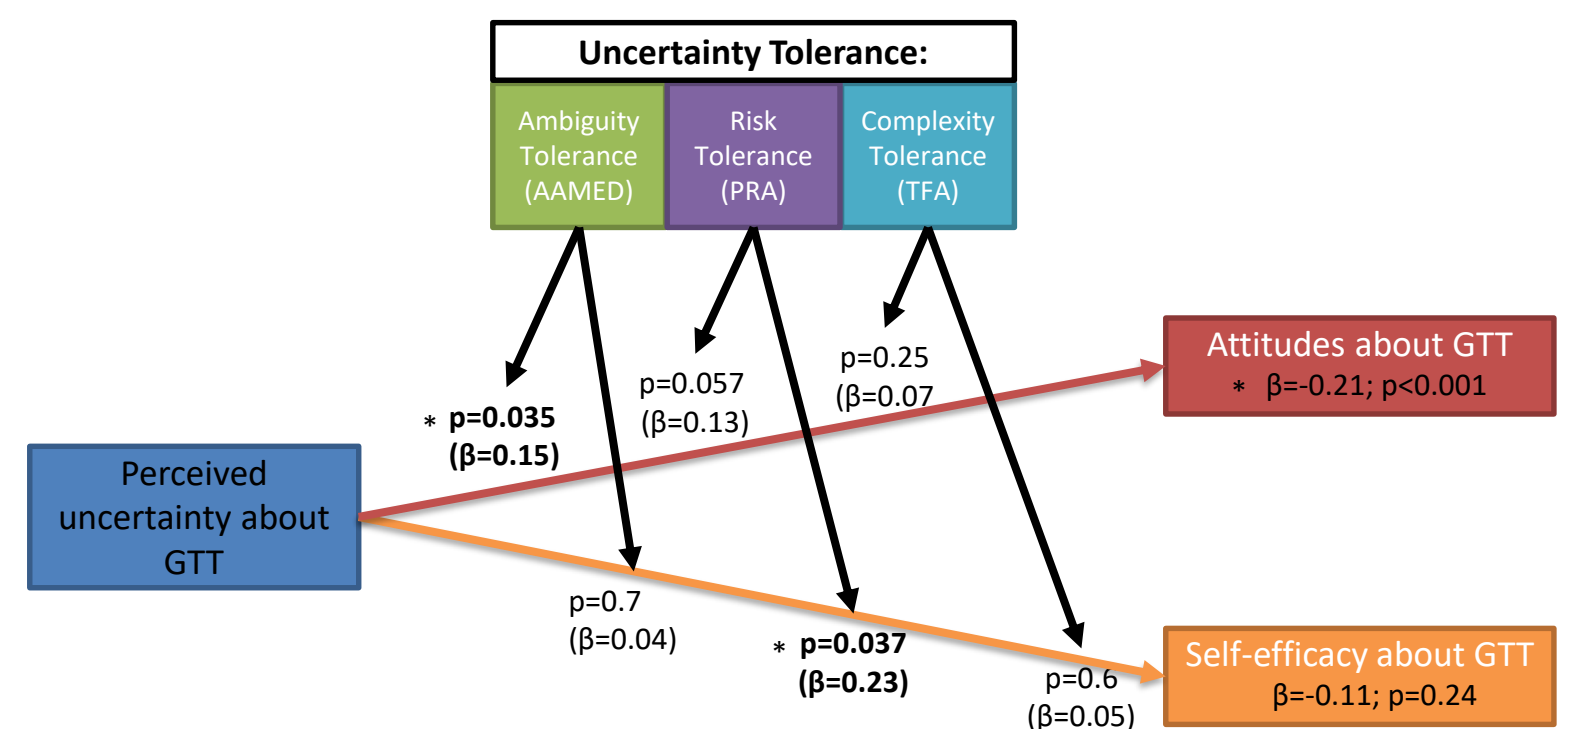 Uncertainty Tolerance:
Ambiguity
Tolerance
(AAMED)
Risk
Tolerance
(PRA)
Complexity
Tolerance
(TFA)
p=0.25
(β=0.07
p=0.057
(β=0.13)
* p=0.035
(β=0.15)
Attitudes about GTT
* β=-0.21; p<0.001
Perceived
uncertainty about
GTT
p=0.7
(β=0.04)
* p=0.037
(β=0.23)
p=0.6
(β=0.05)
Self-efficacy about GTT
β=-0.11; p=0.24